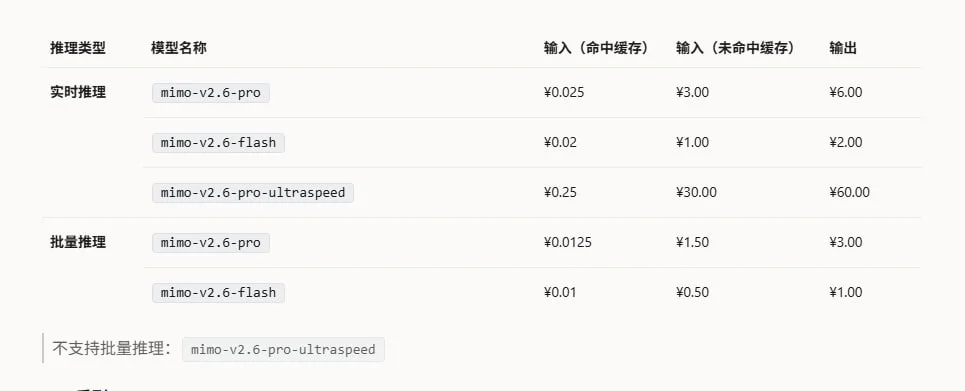 推理类型 模型名称 输入（命中缓存） 输入（未命中缓存） 输出
实时推理 mimo-v2.6-pro ¥0.025 ¥3.00 ¥6.00
mimo-v2.6-flash ¥0.02 ¥1.00 ¥2.00
mimo-v2.6-pro-ultraspeed ¥0.25 ¥30.00 ¥60.00
批量推理 mimo-v2.6-pro ¥0.0125 ¥1.50 ¥3.00
mimo-v2.6-flash ¥0.01 ¥0.50 ¥1.00
不支持批量推理： mimo-v2.6-pro-ultraspeed